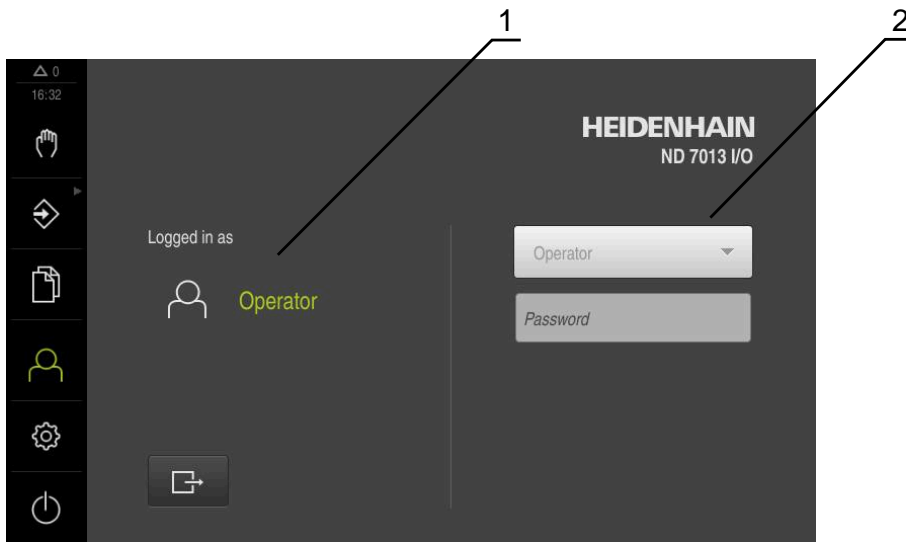 1
2
0
16:32
HEIDENHAIN
ND 7013 I/O
Logged in as
Operator
Operator
Password